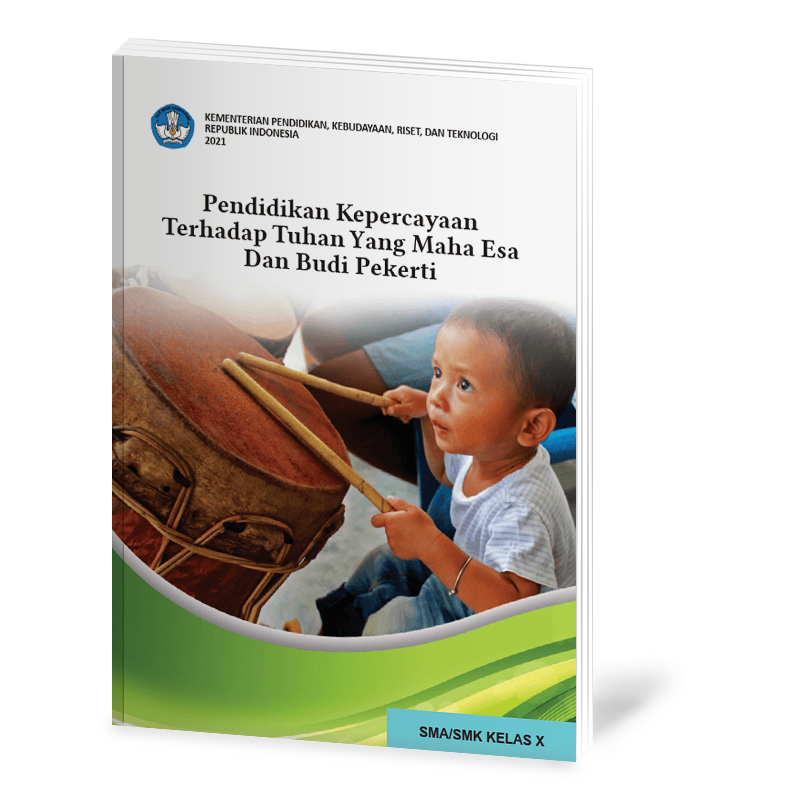 KEMENTERIAN PENDIDIKAN, KEBUDAYAAN, RISET, DAN TEKNOLOGI
REPUBLIK INDONESIA
2021
Pendidikan Kepercayaan
Terhadap Tuhan Yang Maha Esa
Dan Budi Pekerti
SMA/SMK KELAS X